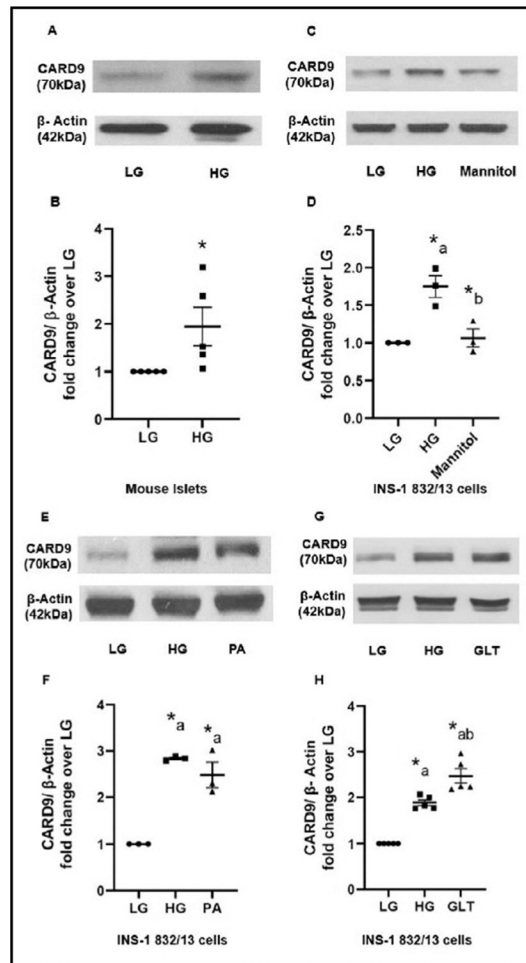 A
CARD9
(70kDa)
β- Actin
(42kDa)
LG HG
B
CARD9/ β-Actin
fold change over LG
4
3
2
1
0
*
LG HG
Mouse Islets
C
CARD9
(70kDa)
β-Actin
(42kDa)
LG HG Mannitol
D
CARD9/ β-Actin
fold change over LG
2.5
2.0
1.5
1.0
0.5
0.0
*a
*b
LG HG Mannitol
INS-1 832/13 cells
E
CARD9
(70kDa)
β-Actin
(42kDa)
LG HG PA
F
CARD9/ β-Actin
fold change over LG
4
3
2
1
0
*a
*a
LG HG PA
INS-1 832/13 cells
G
CARD9
(70kDa)
β-Actin
(42kDa)
LG HG GLT
H
CARD9/ β- Actin
fold change over LG
4
3
2
1
0
*a
*ab
LG HG GLT
INS-1 832/13 cells